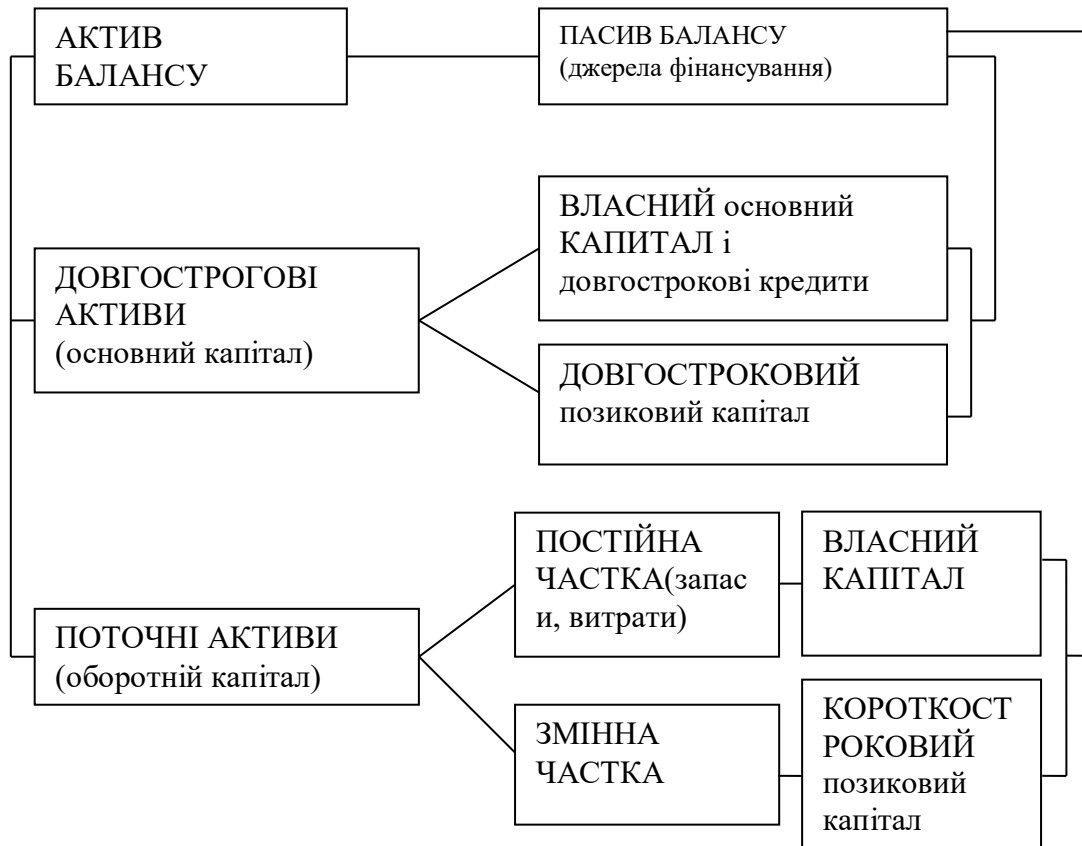 АКТИВ
БАЛАНСУ
ПАСИВ БАЛАНСУ
(джерела фінансування)
ВЛАСНИЙ основний
КАПИТАЛ і
довгострокові кредити
ДОВГОСТРОГОВІ
АКТИВИ
(основний капітал)
ДОВГОСТРОКОВИЙ
позиковий капітал
ПОСТІЙНА
ЧАСТКА(запас
и, витрати)
ВЛАСНИЙ
КАПІТАЛ
ПОТОЧНІ АКТИВИ
(оборотній капітал)
ЗМІННА
ЧАСТКА
КОРОТКОСТ
РОКОВИЙ
позиковий
капітал